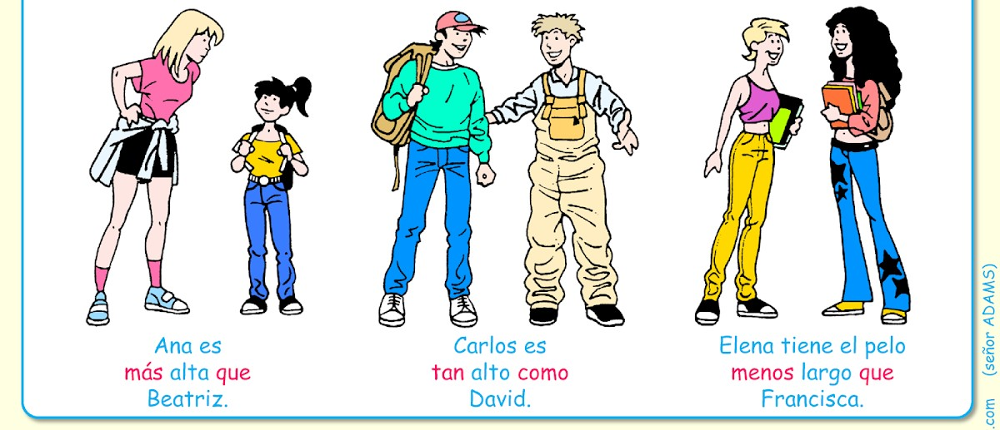 Ana es
más alta que
Beatriz.
Carlos es
tan alto como
David.
Elena tiene el pelo
menos largo que
Francisca.
.com (señor ADAMS)